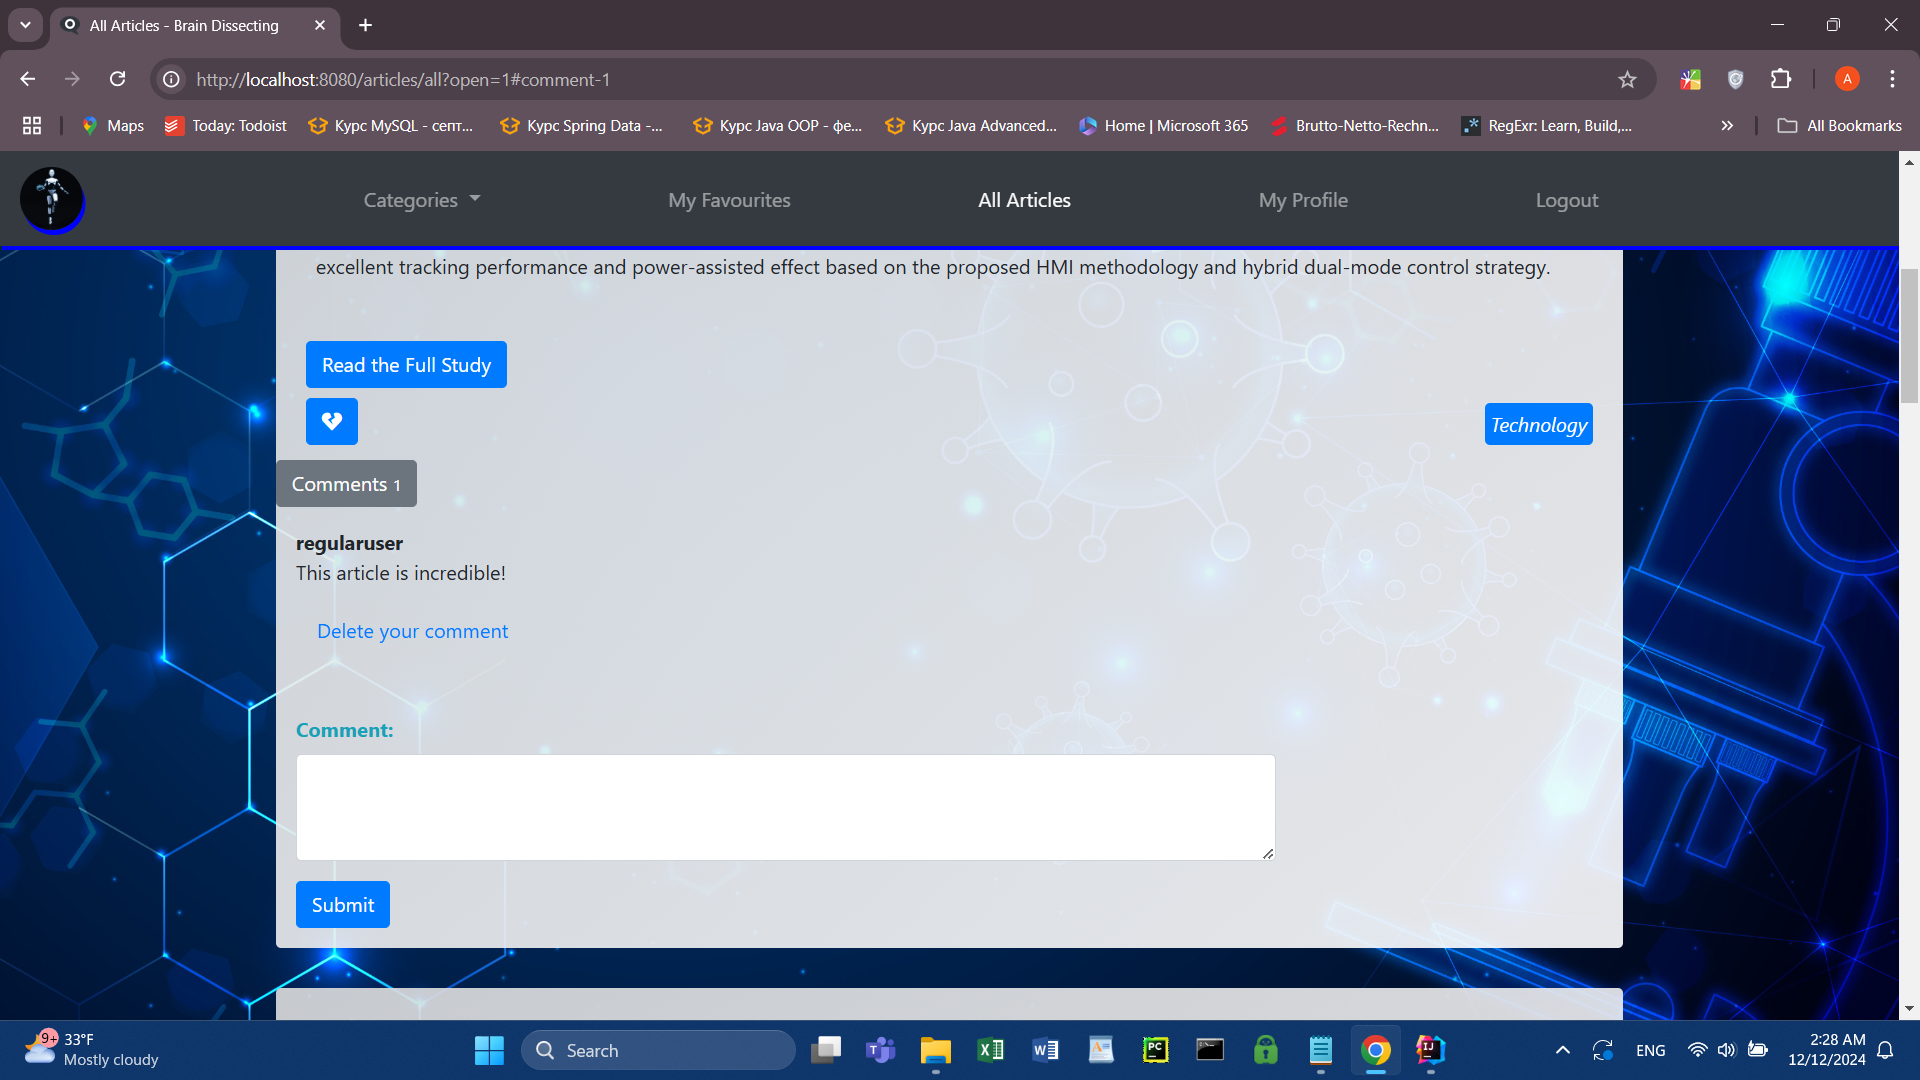 All Articles - Brain Dissecting
http://localhost:8080/articles/all?open=1#comment-1
A
Maps
Today: Todoist
Курс MySQL - септ...
Курс Spring Data -...
Курс Java OOP - фе...
Курс Java Advanced...
Home | Microsoft 365
Brutto-Netto-Rechn...
RegExr: Learn, Build,...
All Bookmarks
Categories
My Favourites
All Articles
My Profile
Logout
excellent tracking performance and power-assisted effect based on the proposed HMI methodology and hybrid dual-mode control strategy.
Read the Full Study
Technology
Comments 1
regularuser
This article is incredible!
Delete your comment
Comment:
Submit
9+
33°F
Mostly cloudy
Search
PC
IJ
ENG
2:28 AM
12/12/2024